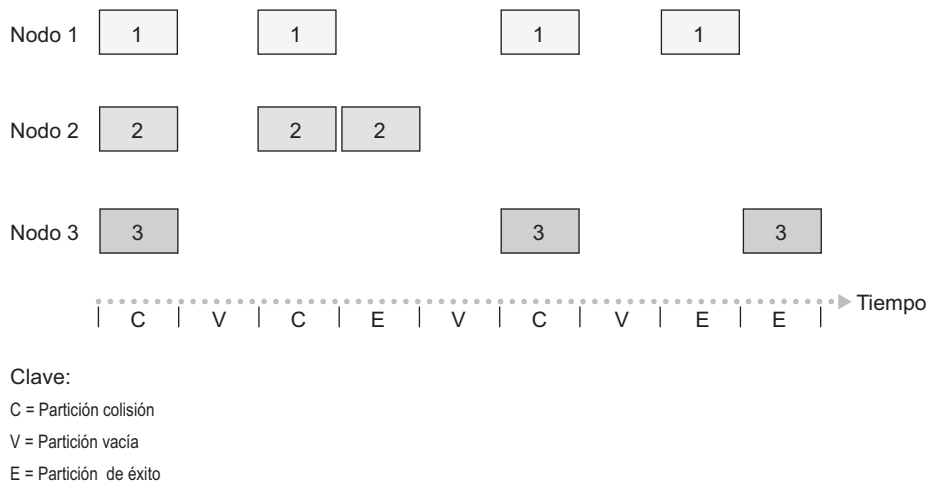 Nodo 1 1 1 1 1
Nodo 2 2 2 2
Nodo 3 3 3 3
Tiempo
C V C E V C V E E
Clave:
C = Partición colisión
V = Partición vacía
E = Partición de éxito